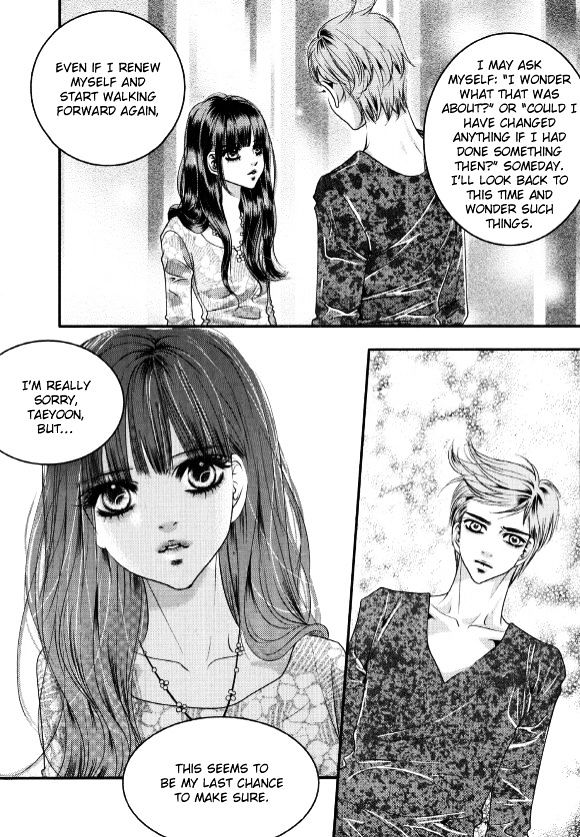 EVEN IF I RENEW
MYSELF AND
START WALKING
FORWARD AGAIN,
I MAY ASK
MYSELF: "I WONDER
WHAT THAT WAS
ABOUT?" OR "COULD I
HAVE CHANGED
ANYTHING IF I HAD
DONE SOMETHING
THEN?" SOMEDAY.
I'LL LOOK BACK TO
THIS TIME AND
WONDER SUCH
THINGS.
I'M REALLY
SORRY,
TAEYOON,
BUT...
THIS SEEMS TO
BE MY LAST CHANCE
TO MAKE SURE.